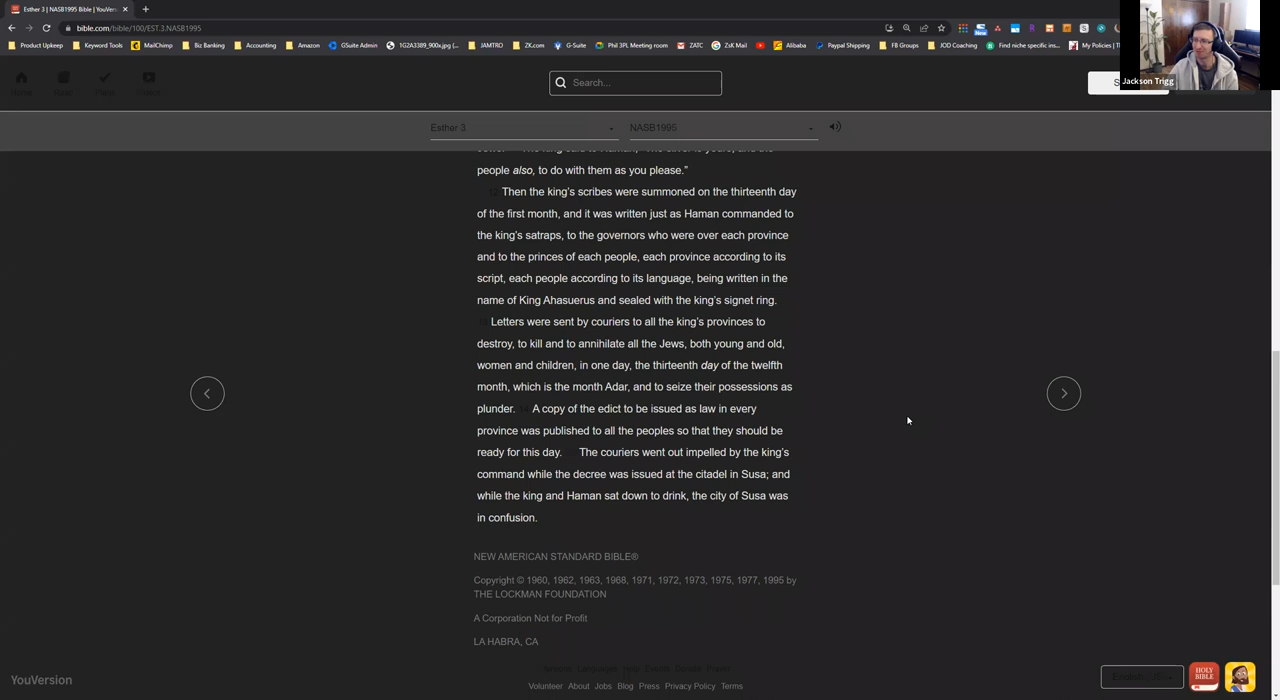 Esther 3 | NASB1995 Bible | YouVer
bible.com/bible/100/EST.3.NASB1995
Product Upkeep Keyword Tools MailChimp Biz Banking Accounting Amazon GSuite Admin 1G2A3389_900x.jpg (... JAMTRO ZK.com G-Suite Phil 3PL Meeting room ZATC ZsK Mail Alibaba Paypal Shipping FB Groups JOD Coaching Find niche specific ins... My Policies | Th
New
Home Read Plans Videos
Search...
Jackson Trigg
Esther 3 NASB1995
people also, to do with them as you please.”
12 Then the king’s scribes were summoned on the thirteenth day
of the first month, and it was written just as Haman commanded to
the king’s satraps, to the governors who were over each province
and to the princes of each people, each province according to its
script, each people according to its language, being written in the
name of King Ahasuerus and sealed with the king’s signet ring.
13 Letters were sent by couriers to all the king’s provinces to
destroy, to kill and to annihilate all the Jews, both young and old,
women and children, in one day, the thirteenth day of the twelfth
month, which is the month Adar, and to seize their possessions as
plunder. 14 A copy of the edict to be issued as law in every
province was published to all the peoples so that they should be
ready for this day. The couriers went out impelled by the king’s
command while the decree was issued at the citadel in Susa; and
while the king and Haman sat down to drink, the city of Susa was
in confusion.
NEW AMERICAN STANDARD BIBLE®
Copyright © 1960, 1962, 1963, 1968, 1971, 1972, 1973, 1975, 1977, 1995 by
THE LOCKMAN FOUNDATION
A Corporation Not for Profit
LA HABRA, CA
YouVersion
Volunteer About Jobs Blog Press Privacy Policy Terms
HOLY
BIBLE